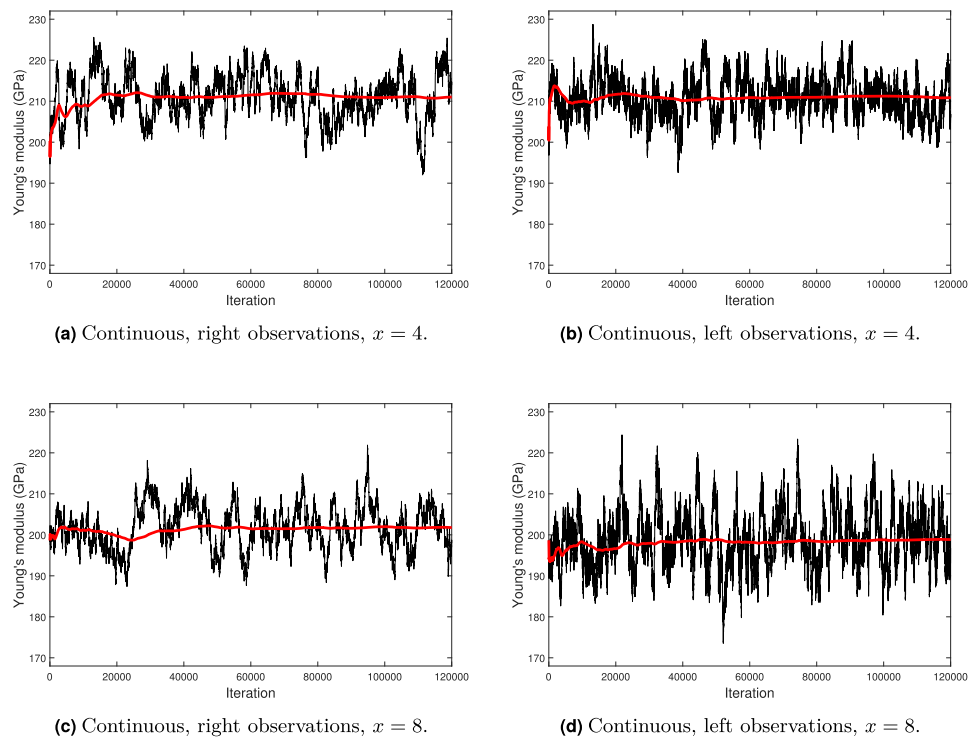 230
220
210
200
190
180
170
Young's modulus (GPa)
0 20000 40000 60000 80000 100000 120000
Iteration
(a) Continuous, right observations, x = 4.
230
220
210
200
190
180
170
Young's modulus (GPa)
0 20000 40000 60000 80000 100000 120000
Iteration
(b) Continuous, left observations, x = 4.
230
220
210
200
190
180
170
Young's modulus (GPa)
0 20000 40000 60000 80000 100000 120000
Iteration
(c) Continuous, right observations, x = 8.
230
220
210
200
190
180
170
Young's modulus (GPa)
0 20000 40000 60000 80000 100000 120000
Iteration
(d) Continuous, left observations, x = 8.